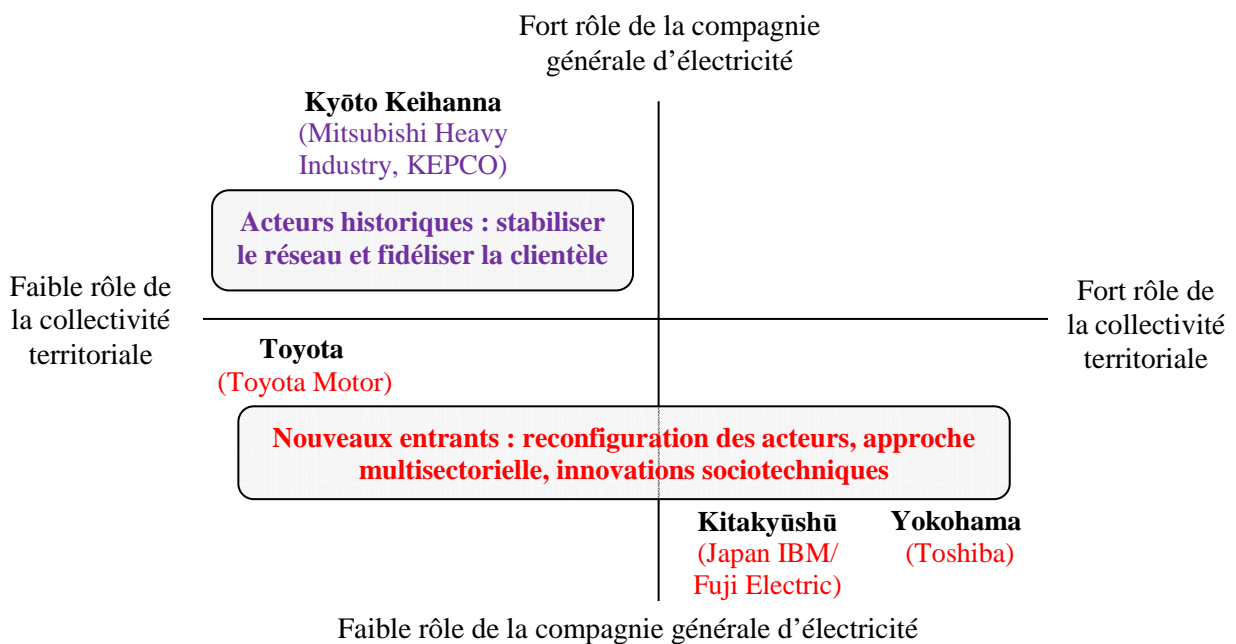 Fort rôle de la compagnie
générale d’électricité
Kyōto Keihanna
(Mitsubishi Heavy
Industry, KEPCO)
Acteurs historiques : stabiliser
le réseau et fidéliser la clientèle
Faible rôle de
la collectivité
territoriale
Fort rôle de
la collectivité
territoriale
Toyota
(Toyota Motor)
Nouveaux entrants : reconfiguration des acteurs, approche
multisectorielle, innovations sociotechniques
Kitakyūshū
(Japan IBM/
Fuji Electric)
Yokohama
(Toshiba)
Faible rôle de la compagnie générale d’électricité